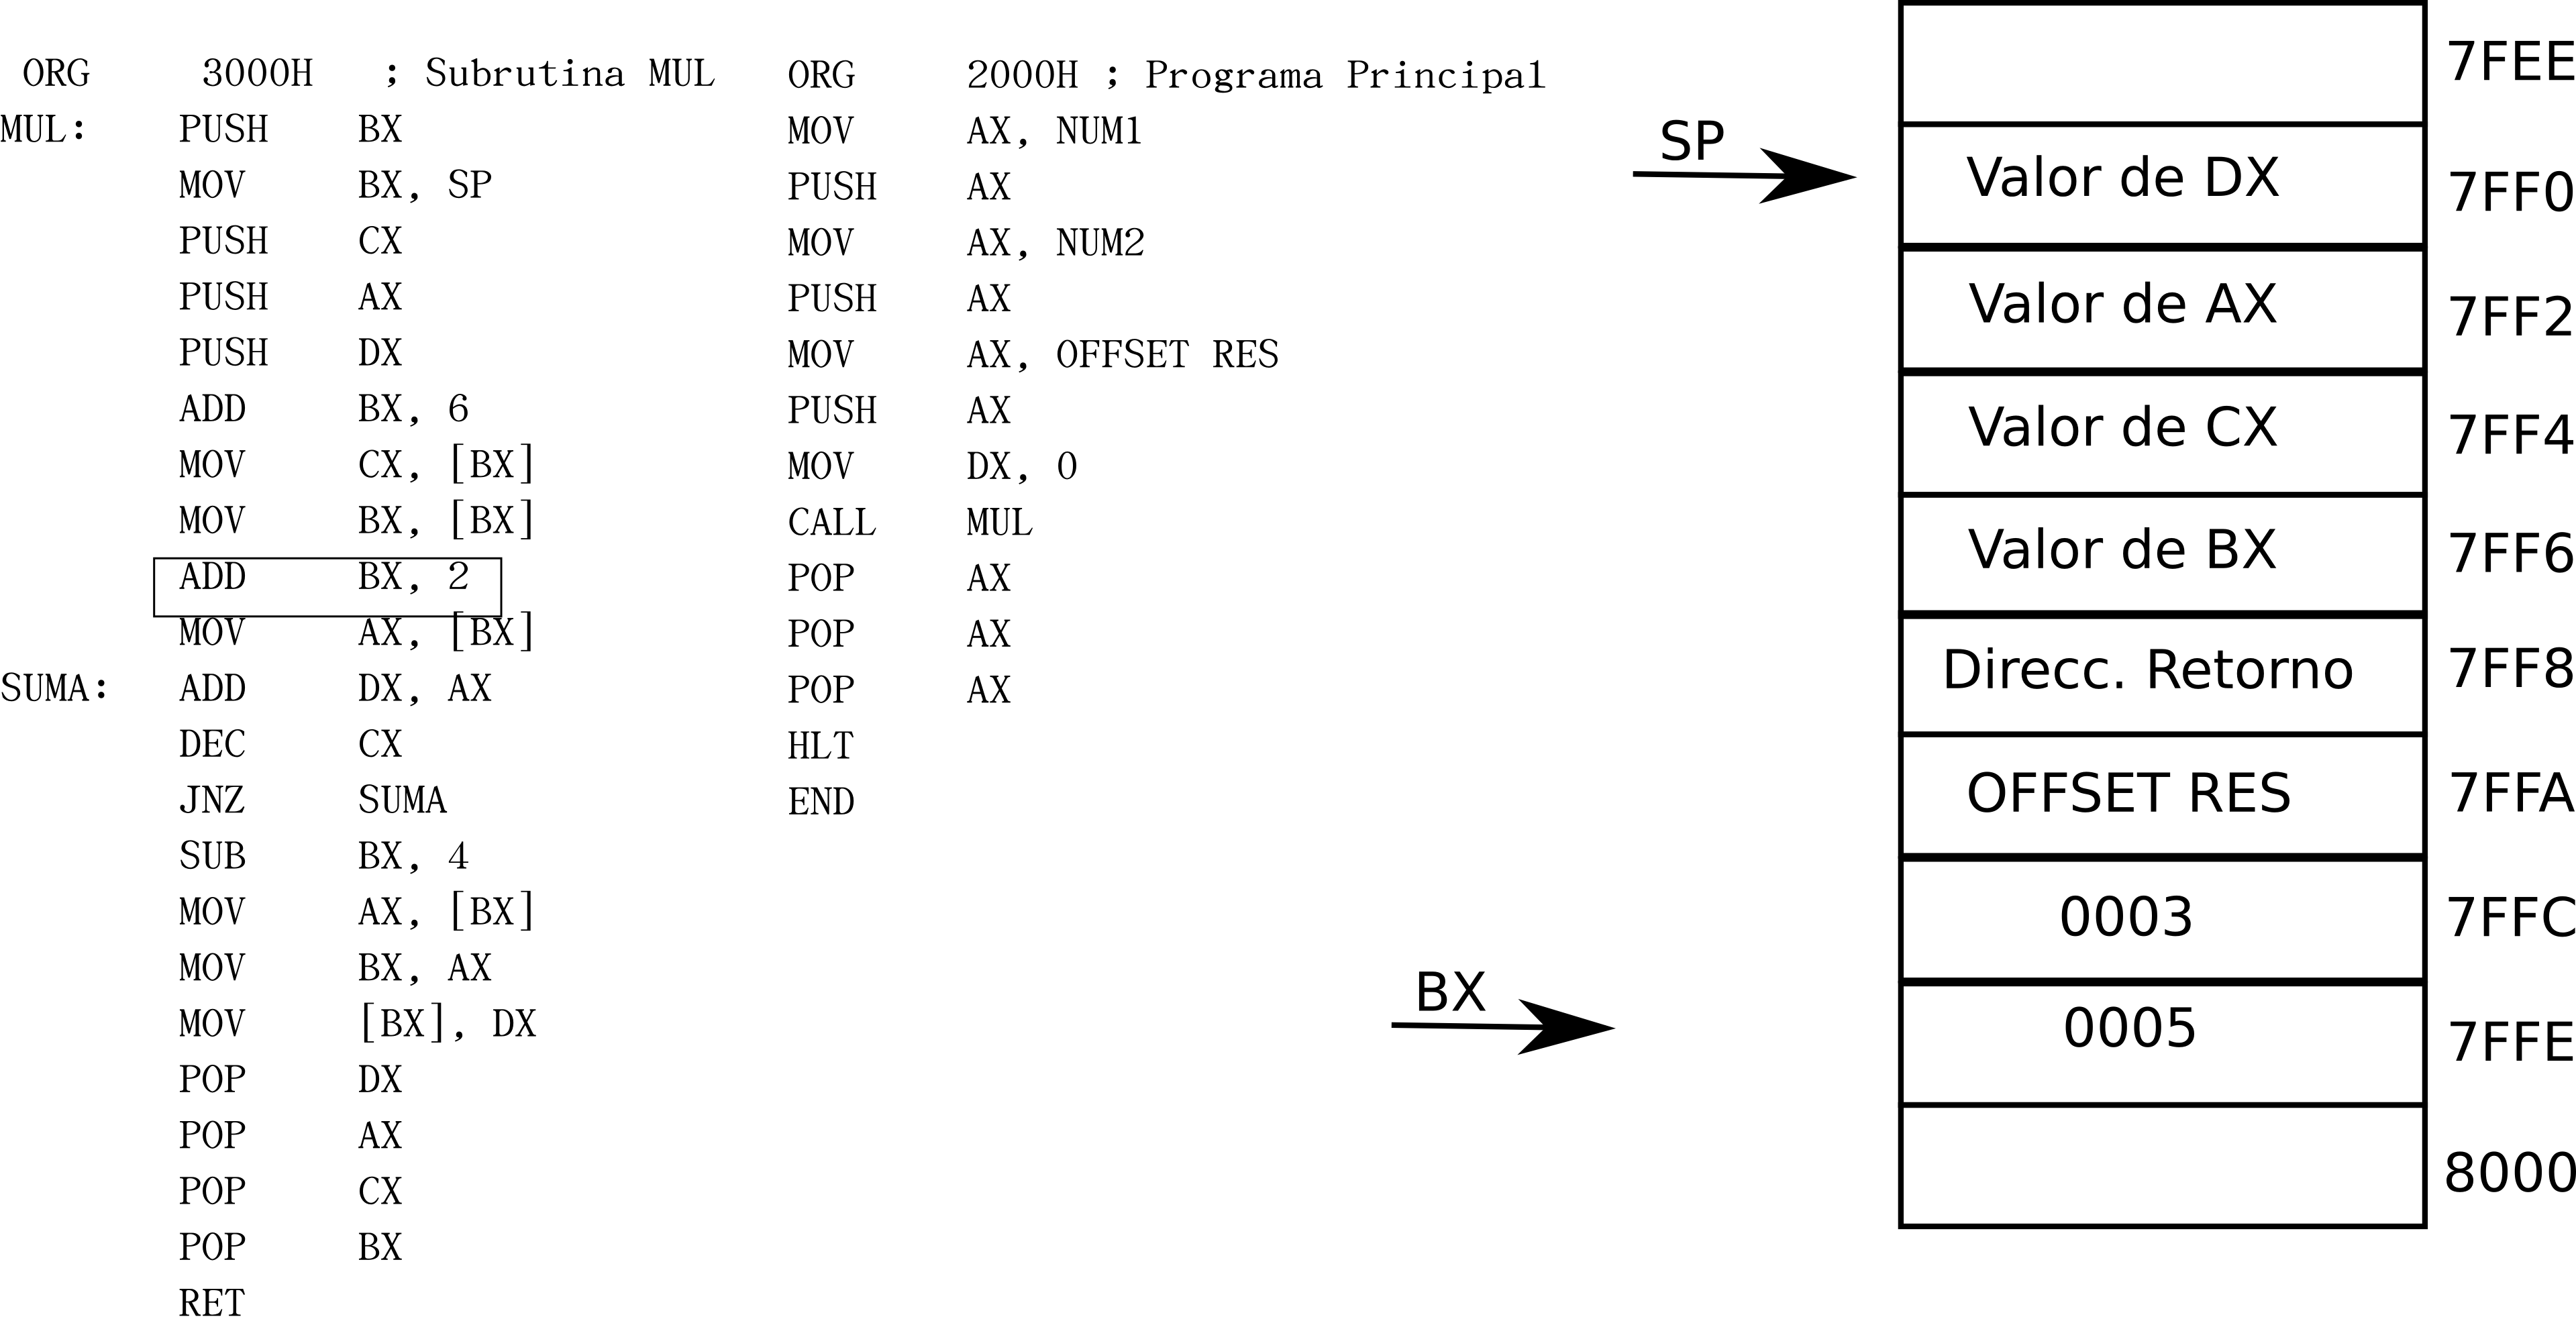 ORG 3000H ; Subrutina MUL
MUL: PUSH BX
MOV BX, SP
PUSH CX
PUSH AX
PUSH DX
ADD BX, 6
MOV CX, [BX]
MOV BX, [BX]
ADD BX, 2
MOV AX, [BX]
SUMA: ADD DX, AX
DEC CX
JNZ SUMA
SUB BX, 4
MOV AX, [BX]
MOV BX, AX
MOV [BX], DX
POP DX
POP AX
POP CX
POP BX
RET
ORG 2000H ; Programa Principal
MOV AX, NUM1
PUSH AX
MOV AX, NUM2
PUSH AX
MOV AX, OFFSET RES
PUSH AX
MOV DX, 0
CALL MUL
POP AX
POP AX
POP AX
HLT
END
SP
BX
7FEE
Valor de DX 7FF0
Valor de AX 7FF2
Valor de CX 7FF4
Valor de BX 7FF6
Direcc. Retorno 7FF8
OFFSET RES 7FFA
0003 7FFC
0005 7FFE
8000